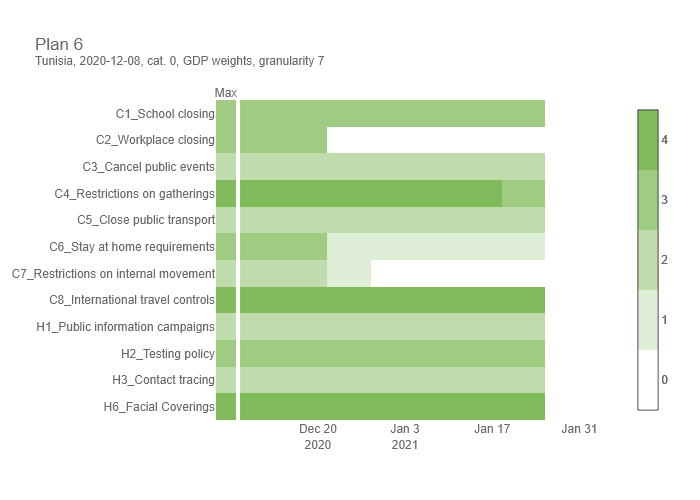 Plan 6
Tunisia, 2020-12-08, cat. 0, GDP weights, granularity 7
Max
C1_School closing
C2_Workplace closing
C3_Cancel public events
C4_Restrictions on gatherings
C5_Close public transport
C6_Stay at home requirements
C7_Restrictions on internal movement
C8_International travel controls
H1_Public information campaigns
H2_Testing policy
H3_Contact tracing
H6_Facial Coverings
Dec 20 Jan 3 Jan 17 Jan 31
2020 2021
4
3
2
1
0